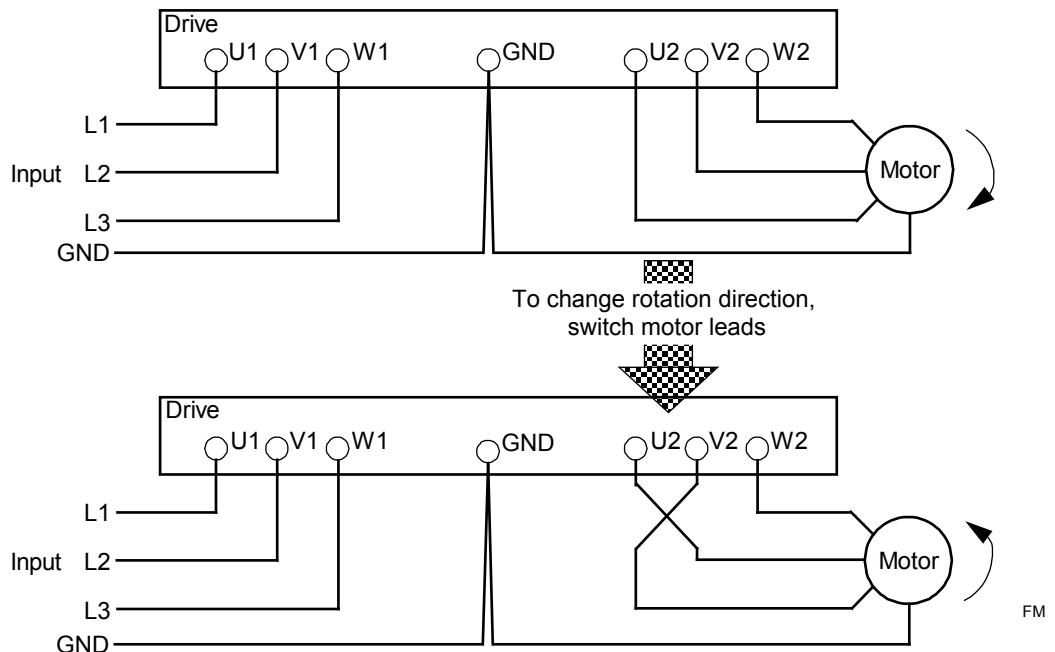 Drive
U1 V1 W1 GND U2 V2 W2
L1
Motor
Input L2
L3
GND
To change rotation direction,
switch motor leads
Drive
U1 V1 W1 GND U2 V2 W2
L1
Input L2 Motor
L3
FM
GND